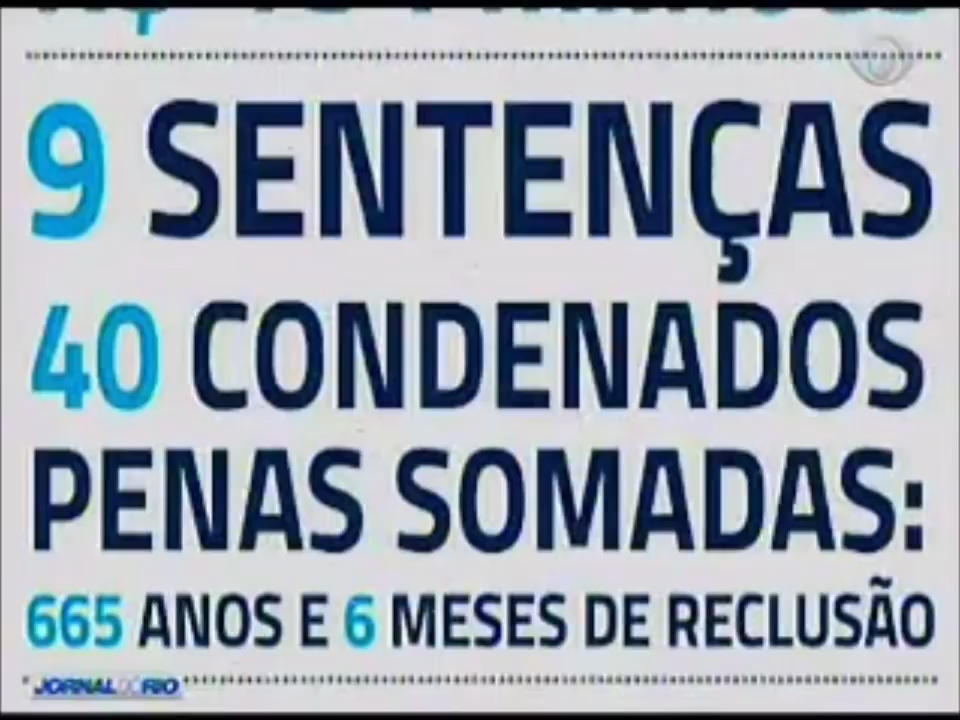 9 SENTENÇAS
40 CONDENADOS
PENAS SOMADAS:
665 ANOS E 6 MESES DE RECLUSÃO
JORNAL DO RIO